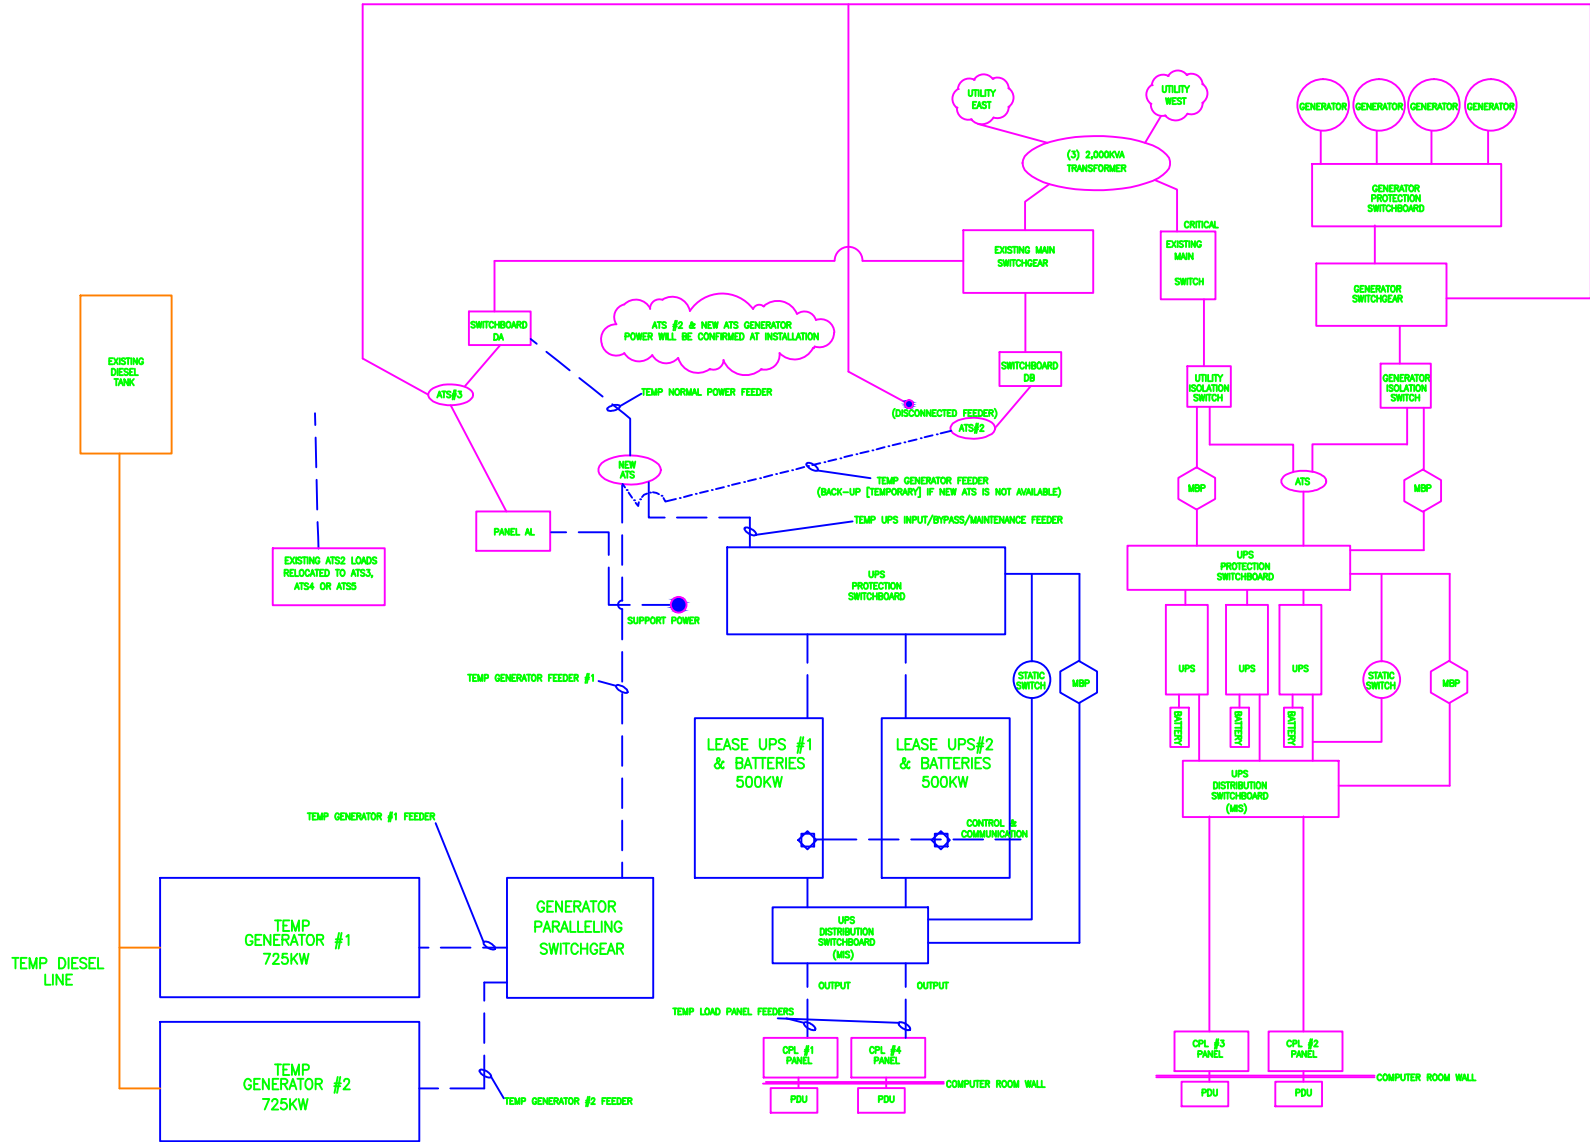 UTILITY
EAST
UTILITY
WEST
GENERATOR
GENERATOR
GENERATOR
GENERATOR
(3) 2,000KVA
TRANSFORMER
GENERATOR
PROTECTION
SWITCHBOARD
CRITICAL
EXISTING MAIN
SWITCHGEAR
EXISTING
MAIN
SWITCH
GENERATOR
SWITCHGEAR
SWITCHBOARD
DA
ATS #2 & NEW ATS GENERATOR
POWER WILL BE CONFIRMED AT INSTALLATION
EXISTING
DIESEL
TANK
SWITCHBOARD
DB
UTILITY
ISOLATION
SWITCH
GENERATOR
ISOLATION
SWITCH
ATS#3
TEMP NORMAL POWER FEEDER
(DISCONNECTED FEEDER)
ATS#2
NEW
ATS
TEMP GENERATOR FEEDER
(BACK-UP [TEMPORARY] IF NEW ATS IS NOT AVAILABLE)
MBP
ATS
MBP
TEMP UPS INPUT/BYPASS/MAINTENANCE FEEDER
PANEL AL
EXISTING ATS2 LOADS
RELOCATED TO ATS3,
ATS4 OR ATS5
UPS
PROTECTION
SWITCHBOARD
UPS
PROTECTION
SWITCHBOARD
SUPPORT POWER
TEMP GENERATOR FEEDER #1
STATIC
SWITCH
MBP
UPS
UPS
UPS
STATIC
SWITCH
MBP
BATTERY
BATTERY
BATTERY
LEASE UPS #1
& BATTERIES
500KW
LEASE UPS#2
& BATTERIES
500KW
UPS
DISTRIBUTION
SWITCHBOARD
(MIS)
TEMP GENERATOR #1 FEEDER
CONTROL &
COMMUNICATION
GENERATOR
PARALLELING
SWITCHGEAR
TEMP
GENERATOR #1
725KW
UPS
DISTRIBUTION
SWITCHBOARD
(MIS)
TEMP DIESEL
LINE
OUTPUT
OUTPUT
TEMP LOAD PANEL FEEDERS
TEMP
GENERATOR #2
725KW
TEMP GENERATOR #2 FEEDER
CPL #1
PANEL
CPL #4
PANEL
CPL #3
PANEL
CPL #2
PANEL
COMPUTER ROOM WALL
COMPUTER ROOM WALL
PDU
PDU
PDU
PDU